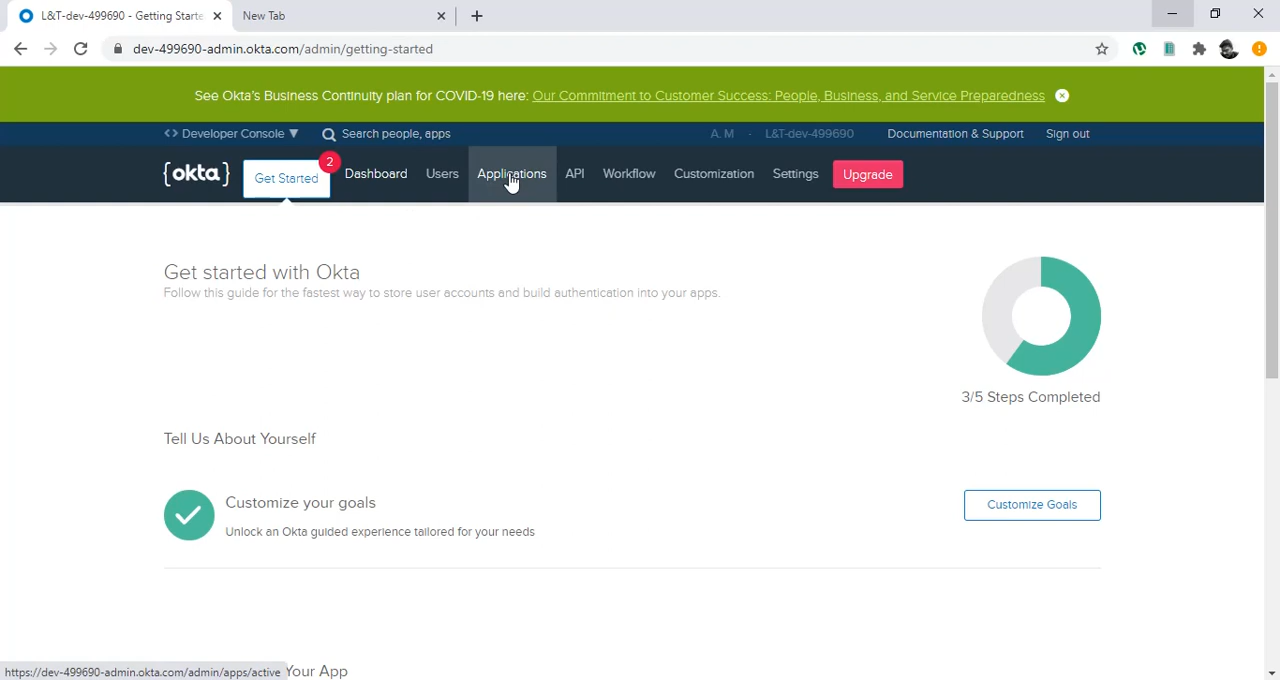 L&T-dev-499690 - Getting Starte
New Tab
dev-499690-admin.okta.com/admin/getting-started
See Okta's Business Continuity plan for COVID-19 here: Our Commitment to Customer Success: People, Business, and Service Preparedness
<> Developer Console ▼ Search people, apps A. M - L&T-dev-499690 Documentation & Support Sign out
{okta} Get Started 2 Dashboard Users Applications API Workflow Customization Settings Upgrade
Get started with Okta
Follow this guide for the fastest way to store user accounts and build authentication into your apps.
3/5 Steps Completed
Tell Us About Yourself
Customize your goals
Unlock an Okta guided experience tailored for your needs
Customize Goals
https://dev-499690-admin.okta.com/admin/apps/active
Your App